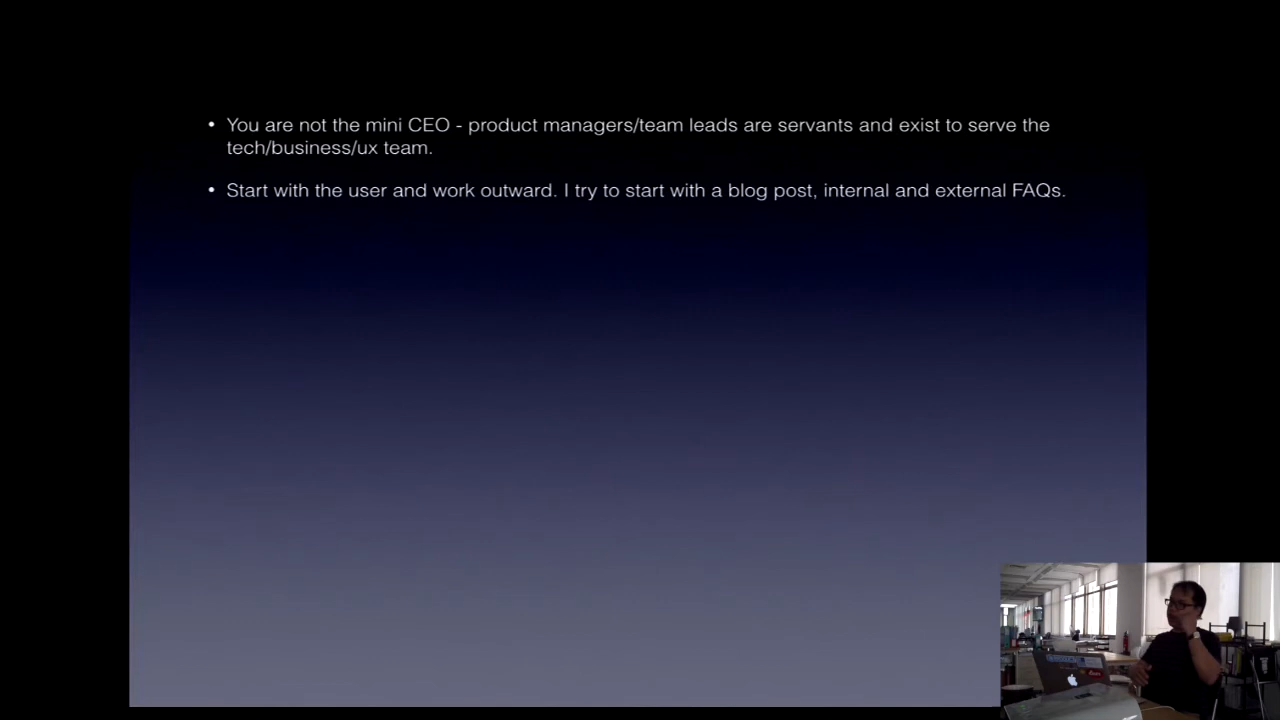 • You are not the mini CEO - product managers/team leads are servants and exist to serve the
tech/business/ux team.
• Start with the user and work outward. I try to start with a blog post, internal and external FAQs.